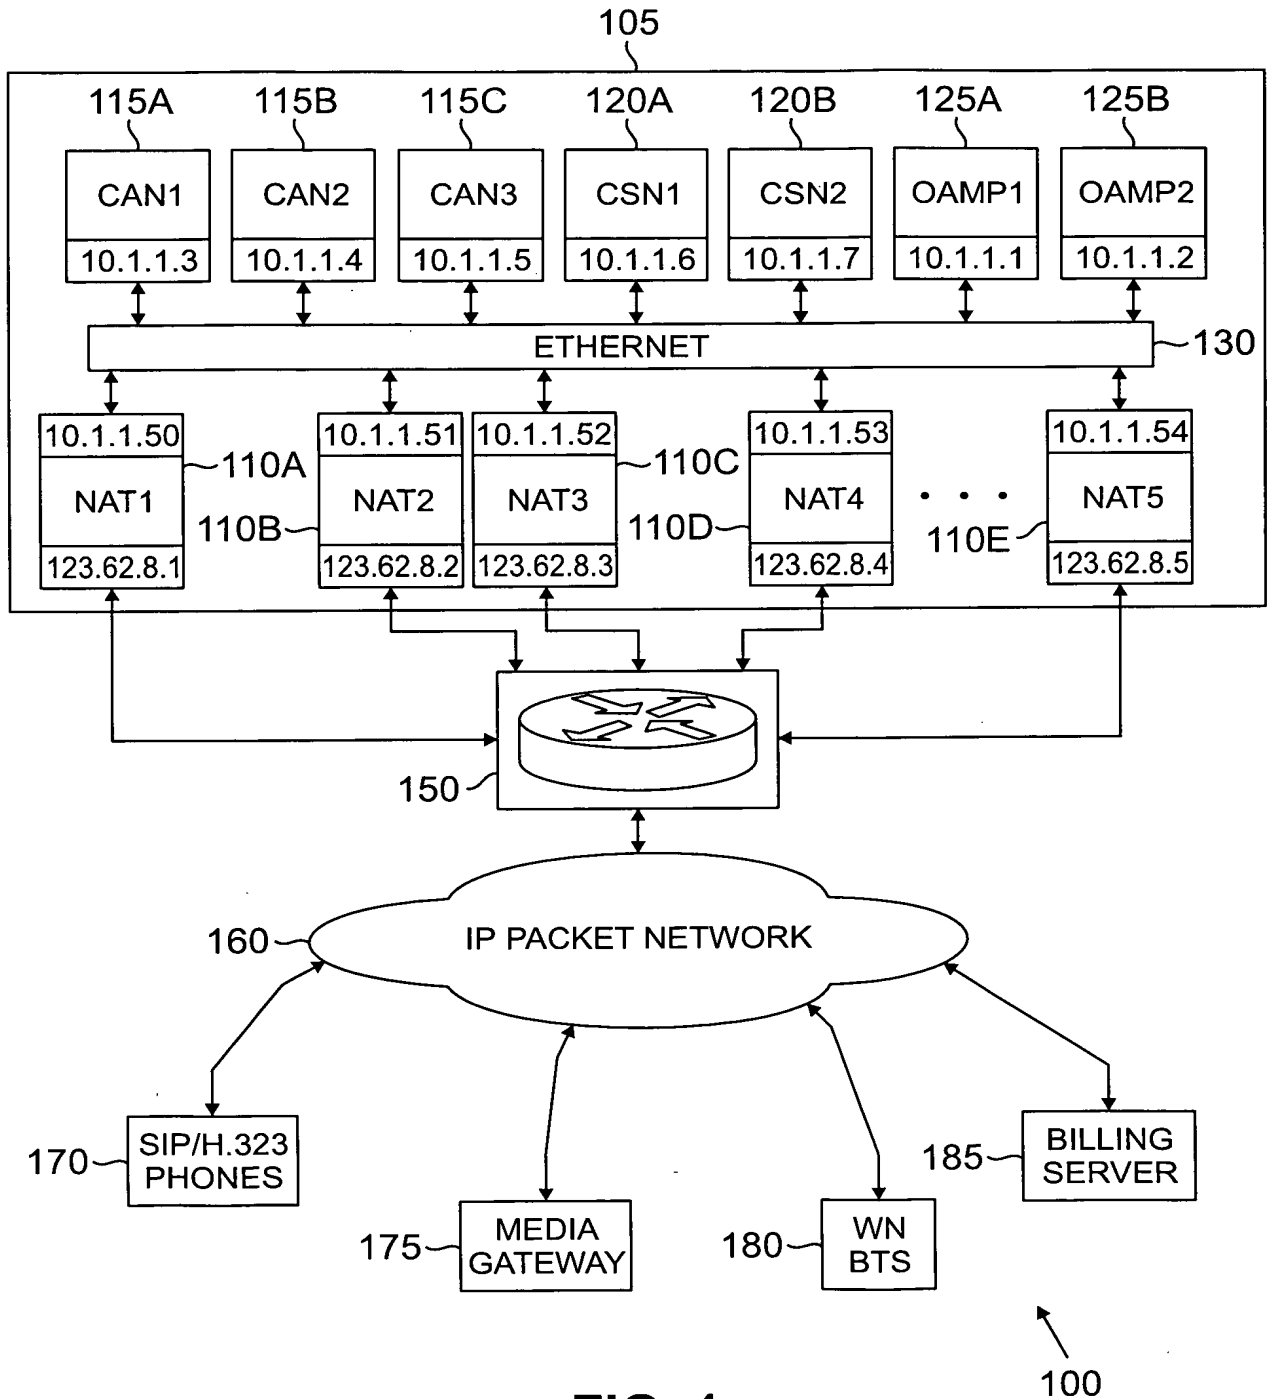 105
115A 115B 115C 120A 120B 125A 125B
CAN1 CAN2 CAN3 CSN1 CSN2 OAMP1 OAMP2
10.1.1.3 10.1.1.4 10.1.1.5 10.1.1.6 10.1.1.7 10.1.1.1 10.1.1.2
ETHERNET
130
10.1.1.50 10.1.1.51 10.1.1.52 10.1.1.53 10.1.1.54
110A 110C
NAT1 NAT2 NAT3 NAT4 • • • NAT5
110B 110D 110E
123.62.8.1 123.62.8.2 123.62.8.3 123.62.8.4 123.62.8.5
150
160
IP PACKET NETWORK
170
SIP/H.323
PHONES
185
BILLING
SERVER
175
MEDIA
GATEWAY
180
WN
BTS
100